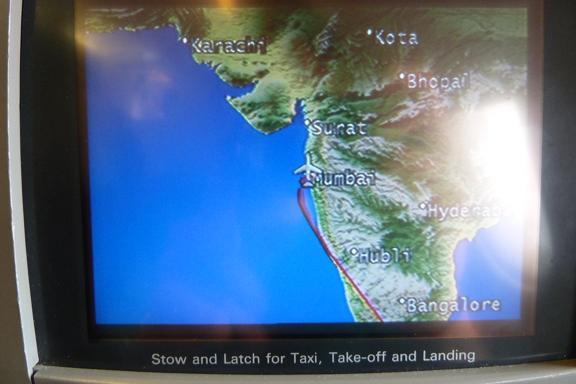 Karachi
Kota
Bhopal
Surat
Mumbai
Hyderab
Hubli
Bangalore
Stow and Latch for Taxi, Take-off and Landing